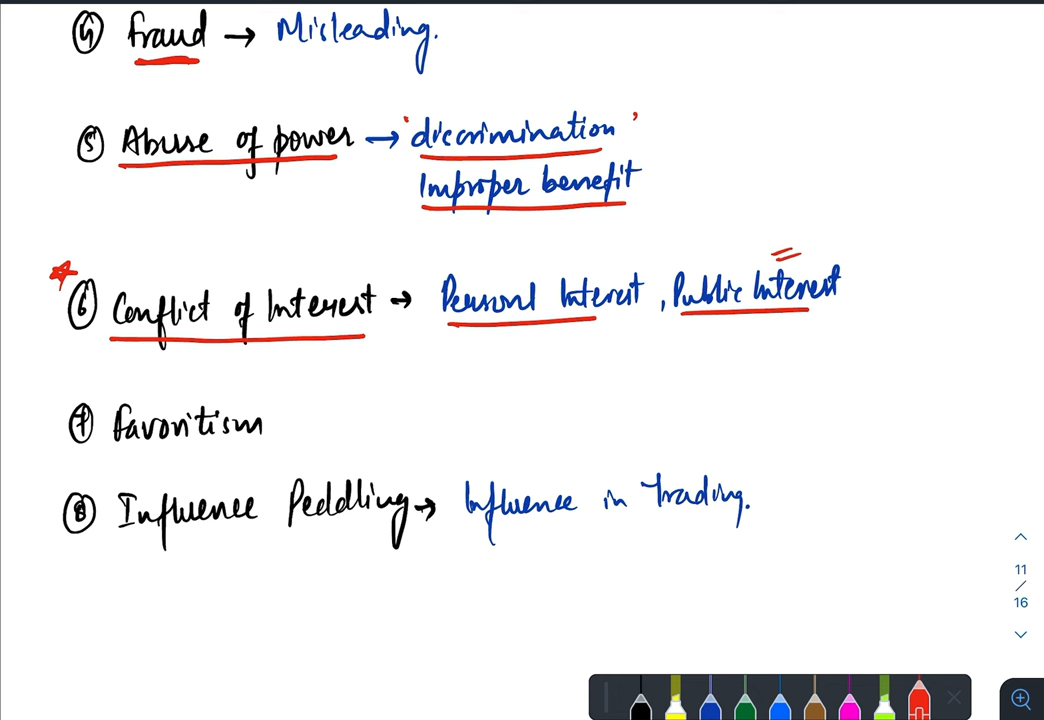 ④ Fraud → Misleading.
⑤ Abuse of power → 'discrimination'
Improper benefit
⑥ Conflict of Interest → Personal Interest, Public Interest
⑦ Favoritism
⑧ Influence Peddling → Influence in Trading.
11
/
16